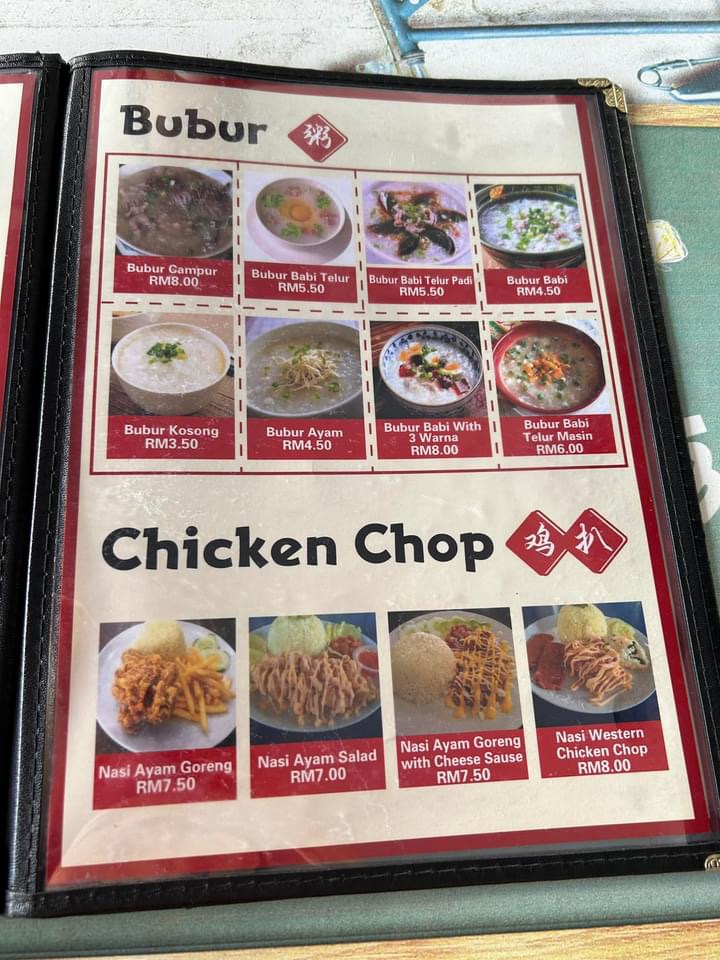 Bubur 粥
Bubur Campur
RM8.00
Bubur Babi Telur
RM5.50
Bubur Babi Telur Padi
RM5.50
Bubur Babi
RM4.50
Bubur Kosong
RM3.50
Bubur Ayam
RM4.50
Bubur Babi With
3 Warna
RM8.00
Bubur Babi
Telur Masin
RM6.00
Chicken Chop 鸡扒
Nasi Ayam Goreng
RM7.50
Nasi Ayam Salad
RM7.00
Nasi Ayam Goreng
with Cheese Sause
RM7.50
Nasi Western
Chicken Chop
RM8.00